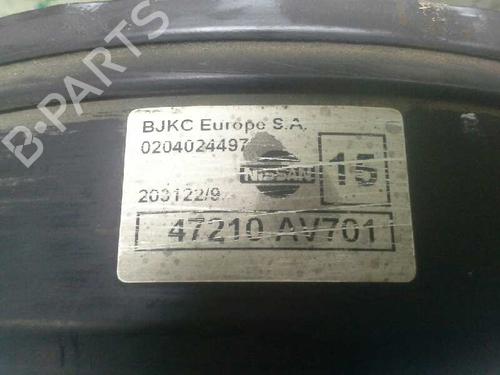 B-PARTS
BJKC Europe S.A.
0204024497
15
NISSAN
203122/9
47210 AV701